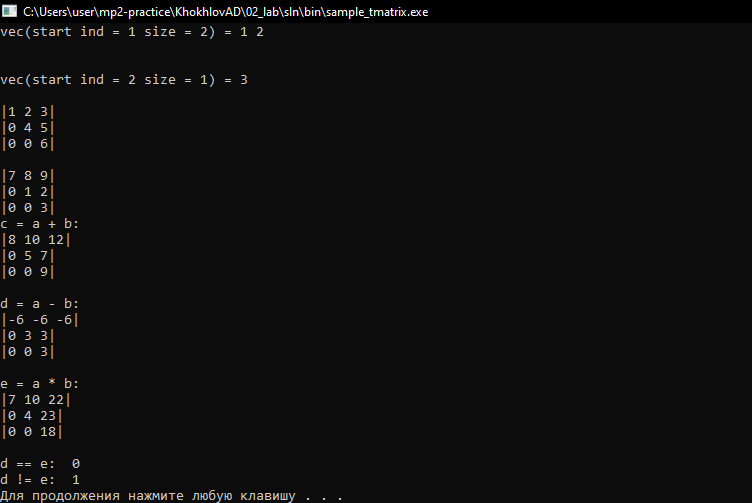 C:\Users\user\mp2-practice\KhokhlovAD\02_lab\sln\bin\sample_tmatrix.exe
vec(start ind = 1 size = 2) = 1 2
vec(start ind = 2 size = 1) = 3
|1 2 3|
|0 4 5|
|0 0 6|
|7 8 9|
|0 1 2|
|0 0 3|
c = a + b:
|8 10 12|
|0 5 7|
|0 0 9|
d = a - b:
|-6 -6 -6|
|0 3 3|
|0 0 3|
e = a * b:
|7 10 22|
|0 4 23|
|0 0 18|
d == e:  0
d != e:  1
Для продолжения нажмите любую клавишу . . .